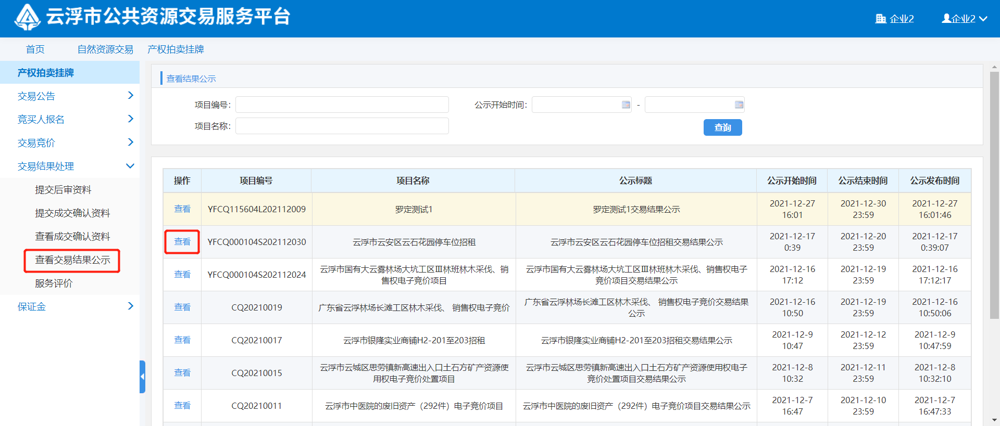 云浮市公共资源交易服务平台
企业2
企业2
首页
自然资源交易
产权拍卖挂牌
产权拍卖挂牌
交易公告
竞买人报名
交易竞价
交易结果处理
提交后审资料
提交成交确认资料
查看成交确认资料
查看交易结果公示
服务评价
保证金
查看结果公示
项目编号：
公示开始时间：
-
项目名称：
查询
操作
项目编号
项目名称
公示标题
公示开始时间
公示结束时间
公示发布时间
查看
YFCQ115604L202112009
罗定测试1
罗定测试1交易结果公示
2021-12-27
16:01
2021-12-30
23:59
2021-12-27
16:01:46
查看
YFCQ000104S202112030
云浮市云安区云石花园停车位招租
云浮市云安区云石花园停车位招租交易结果公示
2021-12-17
0:39
2021-12-20
23:59
2021-12-17
0:39:07
查看
YFCQ000104S202112024
云浮市国有大云雾林场大坑工区Ⅲ林班林木采伐、销
售权电子竞价项目
云浮市国有大云雾林场大坑工区Ⅲ林班林木采伐、销售权电子
竞价项目交易结果公示
2021-12-16
17:12
2021-12-19
23:59
2021-12-16
17:12:17
查看
CQ20210019
广东省云浮林场长滩工区林木采伐、 销售权电子竞价
广东省云浮林场长滩工区林木采伐、 销售权电子竞价交易结果
公示
2021-12-16
10:50
2021-12-19
23:59
2021-12-16
10:50:06
查看
CQ20210017
云浮市银隆实业商铺H2-201至203招租
云浮市银隆实业商铺H2-201至203招租交易结果公示
2021-12-9
10:47
2021-12-12
23:59
2021-12-9
10:47:59
查看
CQ20210015
云浮市云城区思劳镇新高速出入口土石方矿产资源使
用权电子竞价处置项目
云浮市云城区思劳镇新高速出入口土石方矿产资源使用权电子
竞价处置项目交易结果公示
2021-12-8
10:32
2021-12-11
23:59
2021-12-8
10:32:10
查看
CQ20210011
云浮市中医院的废旧资产（292件）电子竞价项目
云浮市中医院的废旧资产（292件）电子竞价项目交易结果公示
2021-12-7
16:47
2021-12-10
23:59
2021-12-7
16:47:33